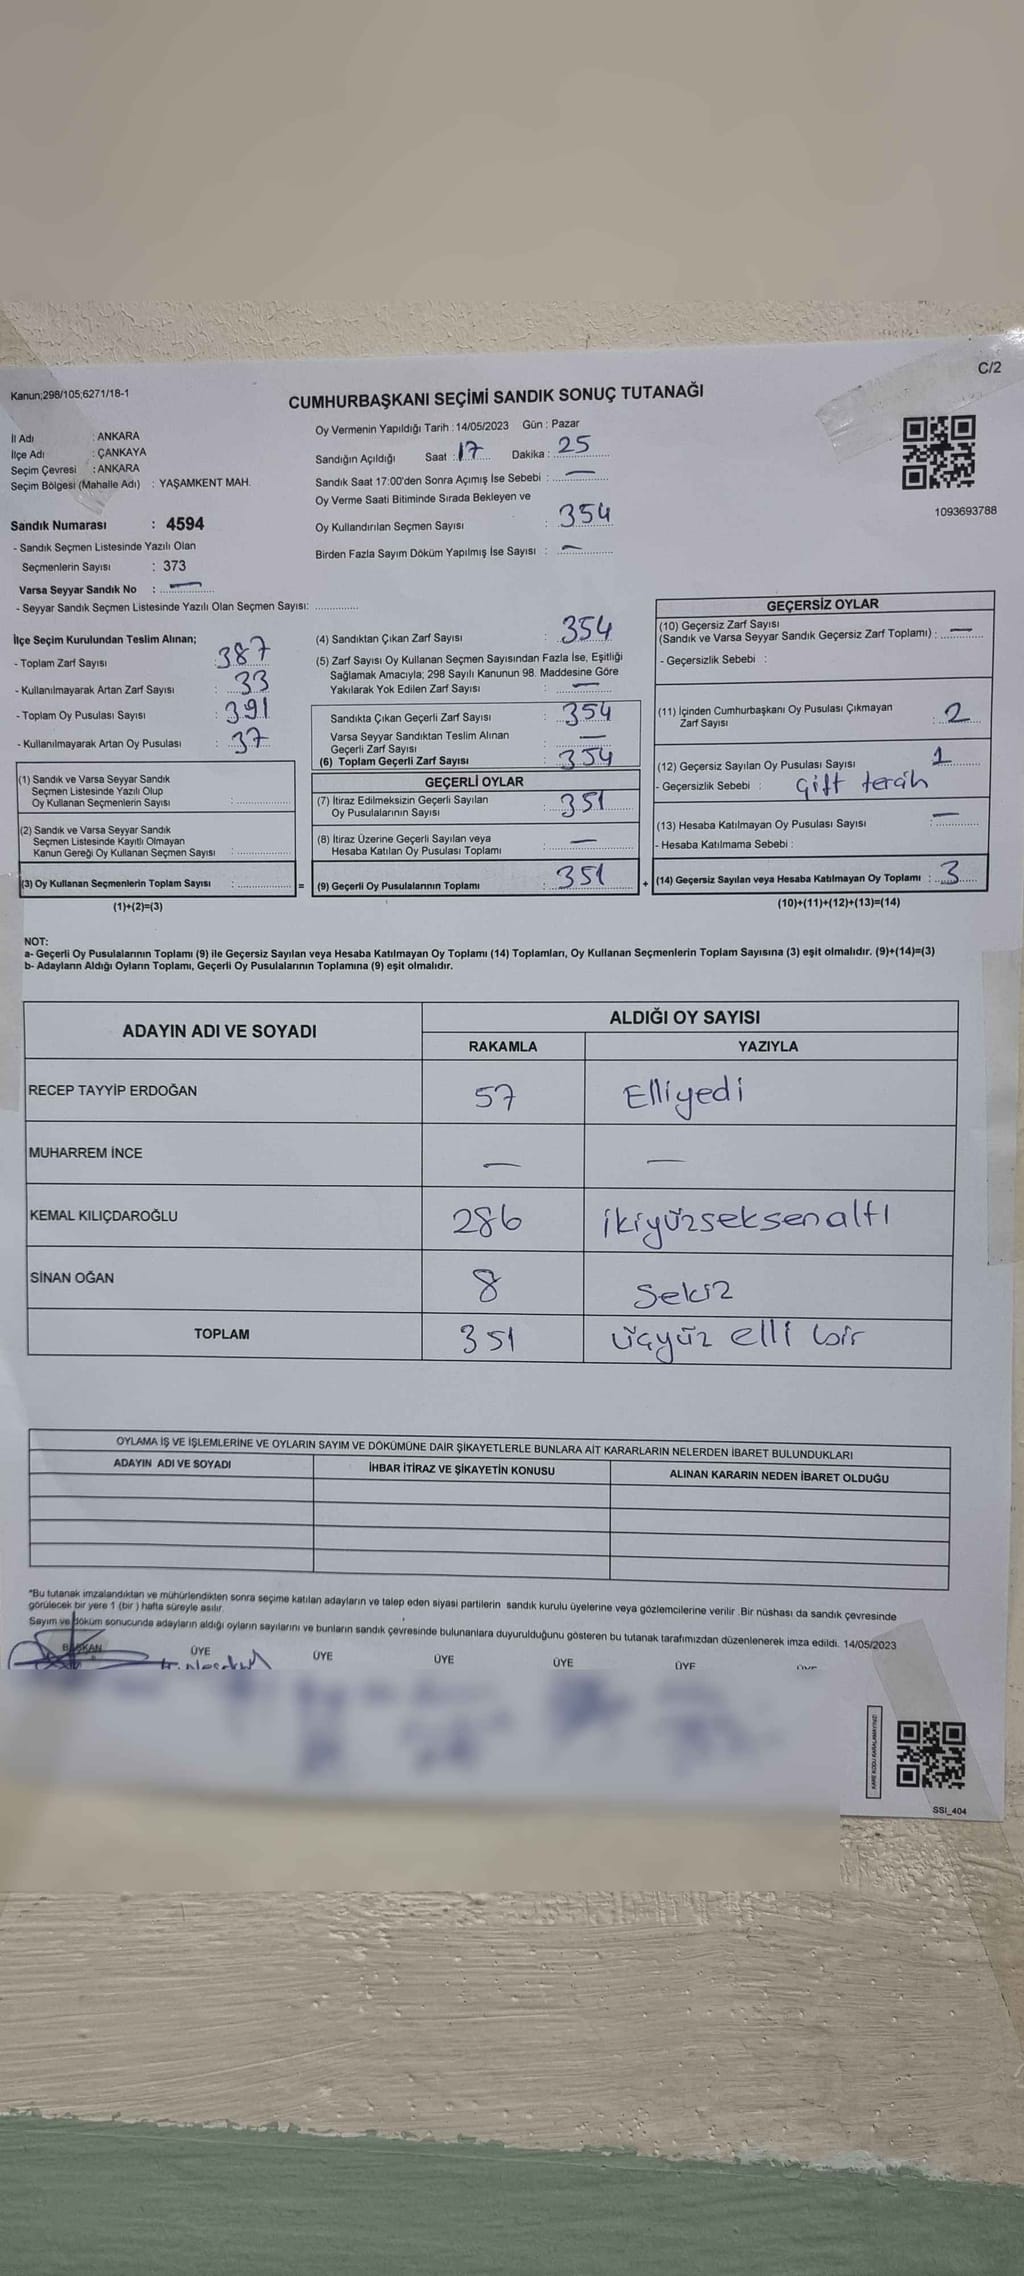 C/2
Kanun;298/105;6271/18-1
CUMHURBAŞKANI SEÇİMİ SANDIK SONUÇ TUTANAĞI
İl Adı : ANKARA
İlçe Adı : ÇANKAYA
Seçim Çevresi : ANKARA
Seçim Bölgesi (Mahalle Adı) : YAŞAMKENT MAH.
Sandık Numarası : 4594
- Sandık Seçmen Listesinde Yazılı Olan
Seçmenlerin Sayısı : 373
Varsa Seyyar Sandık No : —
- Seyyar Sandık Seçmen Listesinde Yazılı Olan Seçmen Sayısı: ..............
Oy Vermenin Yapıldığı Tarih : 14/05/2023 Gün : Pazar
Sandığın Açıldığı Saat : 17 Dakika : 25
Sandık Saat 17:00'den Sonra Açımış İse Sebebi : —
Oy Verme Saati Bitiminde Sırada Bekleyen ve
Oy Kullandırılan Seçmen Sayısı : 354
Birden Fazla Sayım Döküm Yapılmış İse Sayısı : —
1093693788
İlçe Seçim Kurulundan Teslim Alınan;
- Toplam Zarf Sayısı : 387
- Kullanılmayarak Artan Zarf Sayısı : 33
- Toplam Oy Pusulası Sayısı : 391
- Kullanılmayarak Artan Oy Pusulası : 37
(1) Sandık ve Varsa Seyyar Sandık
Seçmen Listesinde Yazılı Olup
Oy Kullanan Seçmenlerin Sayısı : ..............
(2) Sandık ve Varsa Seyyar Sandık
Seçmen Listesinde Kayıtlı Olmayan
Kanun Gereği Oy Kullanan Seçmen Sayısı : ..............
(3) Oy Kullanan Seçmenlerin Toplam Sayısı : .............. =
(1)+(2)=(3)
(4) Sandıktan Çıkan Zarf Sayısı : 354
(5) Zarf Sayısı Oy Kullanan Seçmen Sayısından Fazla İse, Eşitliği
Sağlamak Amacıyla; 298 Sayılı Kanunun 98. Maddesine Göre
Yakılarak Yok Edilen Zarf Sayısı : —
Sandıkta Çıkan Geçerli Zarf Sayısı : 354
Varsa Seyyar Sandıktan Teslim Alınan
Geçerli Zarf Sayısı : —
(6) Toplam Geçerli Zarf Sayısı : 354
GEÇERLİ OYLAR
(7) İtiraz Edilmeksizin Geçerli Sayılan
Oy Pusulalarının Sayısı : 351
(8) İtiraz Üzerine Geçerli Sayılan veya
Hesaba Katılan Oy Pusulası Toplamı : —
(9) Geçerli Oy Pusulalarının Toplamı : 351 +
GEÇERSİZ OYLAR
(10) Geçersiz Zarf Sayısı
(Sandık ve Varsa Seyyar Sandık Geçersiz Zarf Toplamı) : —
- Geçersizlik Sebebi :
(11) İçinden Cumhurbaşkanı Oy Pusulası Çıkmayan
Zarf Sayısı : 2
(12) Geçersiz Sayılan Oy Pusulası Sayısı : 1
- Geçersizlik Sebebi : Çift tercih
(13) Hesaba Katılmayan Oy Pusulası Sayısı : —
- Hesaba Katılmama Sebebi :
(14) Geçersiz Sayılan veya Hesaba Katılmayan Oy Toplamı : 3
(10)+(11)+(12)+(13)=(14)
NOT:
a- Geçerli Oy Pusulalarının Toplamı (9) ile Geçersiz Sayılan veya Hesaba Katılmayan Oy Toplamı (14) Toplamları, Oy Kullanan Seçmenlerin Toplam Sayısına (3) eşit olmalıdır. (9)+(14)=(3)
b- Adayların Aldığı Oyların Toplamı, Geçerli Oy Pusulalarının Toplamına (9) eşit olmalıdır.
ADAYIN ADI VE SOYADI ALDIĞI OY SAYISI
RAKAMLA YAZIYLA
RECEP TAYYİP ERDOĞAN 57 Elliyedi
MUHARREM İNCE — —
KEMAL KILIÇDAROĞLU 286 ikiyüzseksenaltı
SİNAN OĞAN 8 Sekiz
TOPLAM 351 üçyüz elli bir
OYLAMA İŞ VE İŞLEMLERİNE VE OYLARIN SAYIM VE DÖKÜMÜNE DAİR ŞİKAYETLERLE BUNLARA AİT KARARLARIN NELERDEN İBARET BULUNDUKLARI
ADAYIN ADI VE SOYADI İHBAR İTİRAZ VE ŞİKAYETİN KONUSU ALINAN KARARIN NEDEN İBARET OLDUĞU
*Bu tutanak imzalandıktan ve mühürlendikten sonra seçime katılan adayların ve talep eden siyasi partilerin sandık kurulu üyelerine veya gözlemcilerine verilir .Bir nüshası da sandık çevresinde
görülecek bir yere 1 (bir ) hafta süreyle asılır.
Sayım ve döküm sonucunda adayların aldığı oyların sayılarını ve bunların sandık çevresinde bulunanlara duyurulduğunu gösteren bu tutanak tarafımızdan düzenlenerek imza edildi. 14/05/2023
BAŞKAN ÜYE ÜYE ÜYE ÜYE ÜYE ÜYE
SSI_404